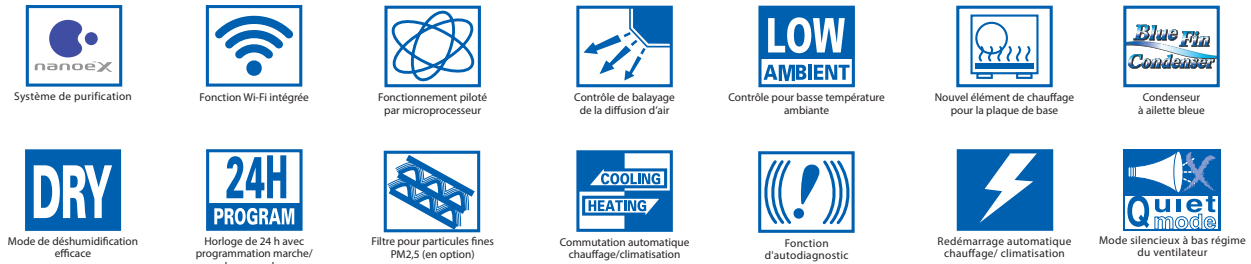 nanoeX
Système de purification
Fonction Wi-Fi intégrée
Fonctionnement piloté
par microprocesseur
Contrôle de balayage
de la diffusion d'air
LOW
AMBIENT
Contrôle pour basse température
ambiante
Nouvel élément de chauffage
pour la plaque de base
Blue Fin
Condenser
Condenseur
à ailette bleue
DRY
Mode de déshumidification
efficace
24H
PROGRAM
Horloge de 24 h avec
programmation marche/
Filtre pour particules fines
PM2,5 (en option)
COOLING
HEATING
Commutation automatique
chauffage/climatisation
Fonction
d'autodiagnostic
Redémarrage automatique
chauffage/ climatisation
Quiet
mode
Mode silencieux à bas régime
du ventilateur